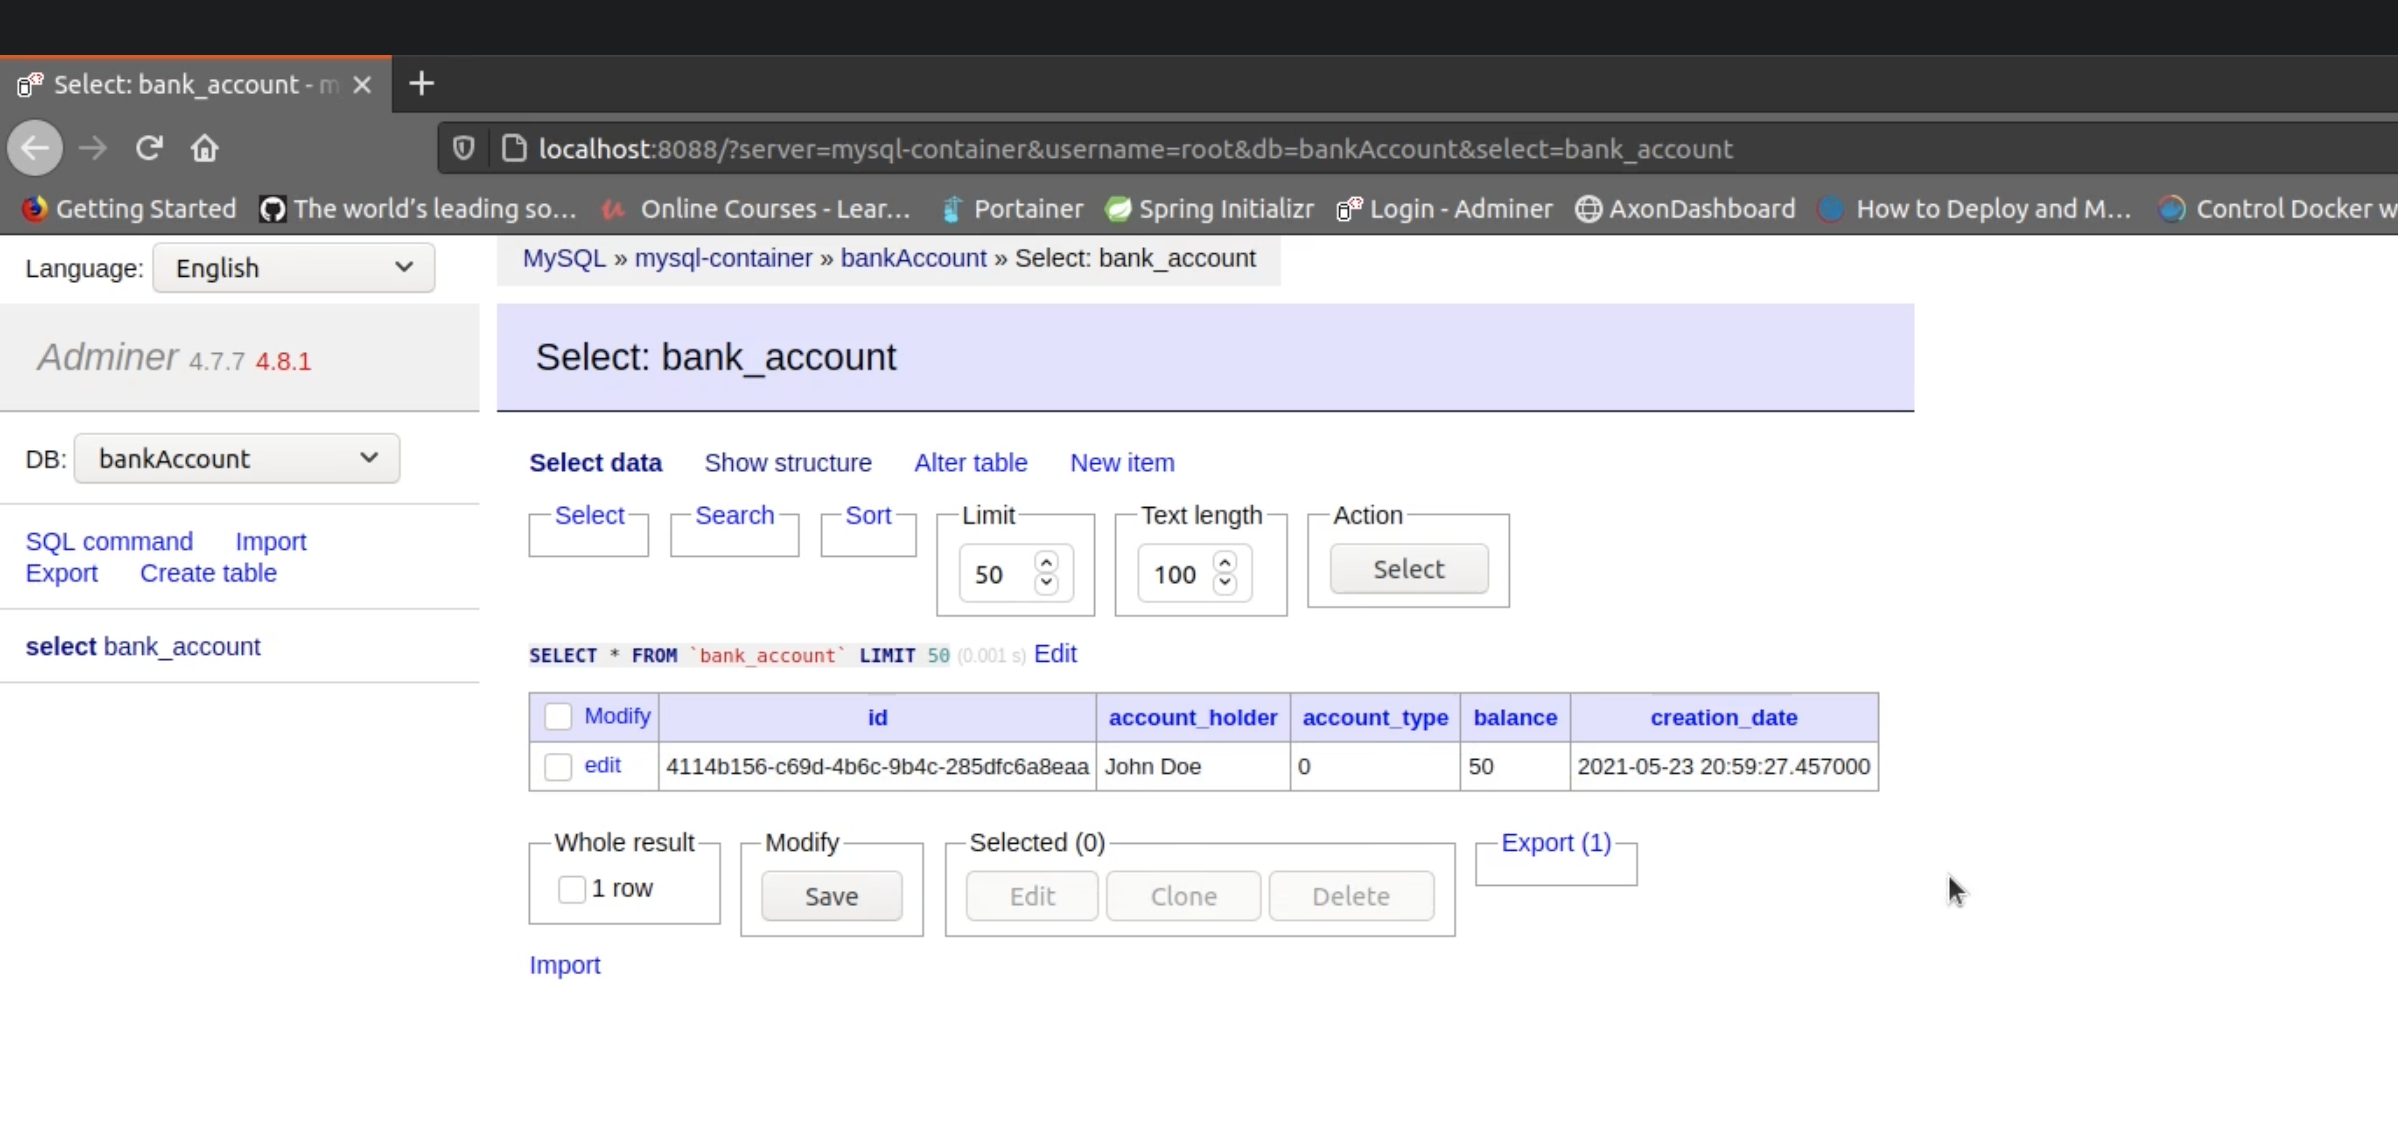 Select: bank_account - m
localhost:8088/?server=mysql-container&username=root&db=bankAccount&select=bank_account
Getting Started The world's leading so... Online Courses - Lear... Portainer Spring Initializr Login - Adminer AxonDashboard How to Deploy and M... Control Docker w
Language: English
MySQL » mysql-container » bankAccount » Select: bank_account
Adminer 4.7.7 4.8.1
Select: bank_account
DB: bankAccount
SQL command Import
Export Create table
select bank_account
Select data Show structure Alter table New item
Select Search Sort Limit Text length Action
50 100 Select
SELECT * FROM `bank_account` LIMIT 50 (0.001 s) Edit
Modify id account_holder account_type balance creation_date
edit 4114b156-c69d-4b6c-9b4c-285dfc6a8eaa John Doe 0 50 2021-05-23 20:59:27.457000
Whole result Modify Selected (0) Export (1)
1 row Save Edit Clone Delete
Import